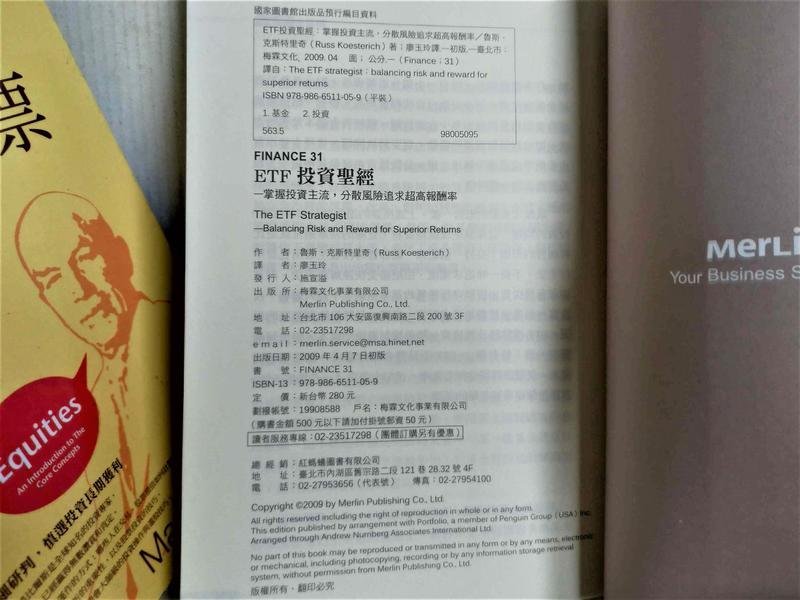 票
Equities
An Introduction to The
Core Concepts
國家圖書館出版品預行編目資料
ETF投資聖經：掌握投資主流，分散風險追求超高報酬率／魯斯．
克斯特里奇(Russ Koesterich)著；廖玉玲譯.—初版.—臺北市：
梅霖文化, 2009. 04　面；公分.—(Finance；31)
譯自：The ETF strategist：balancing risk and reward for
superior returns
ISBN 978-986-6511-05-9 (平裝)
1. 基金　2. 投資
563.5　98005095
FINANCE 31
ETF 投資聖經
—掌握投資主流，分散風險追求超高報酬率
The ETF Strategist
—Balancing Risk and Reward for Superior Returns
作　者：魯斯．克斯特里奇（Russ Koesterich）
譯　者：廖玉玲
發 行 人：施宣溢
出 版 所：梅霖文化事業有限公司
Merlin Publishing Co., Ltd.
地　址：台北市 106 大安區復興南路二段 200 號 3F
電　話：02-23517298
email：merlin.service@msa.hinet.net
出版日期：2009 年 4 月 7 日初版
書　號：FINANCE 31
ISBN-13：978-986-6511-05-9
定　價：新台幣 280 元
劃撥帳號：19908588　戶名：梅霖文化事業有限公司
（購書金額 500 元以下請加付掛號郵資 50 元）
讀者服務專線：02-23517298（團體訂購另有優惠）
總 經 銷：紅螞蟻圖書有限公司
地　址：臺北市內湖區舊宗路二段 121 巷 28.32 號 4F
電　話：02-27953656（代表號）　傳真：02-27954100
Copyright ©2009 by Merlin Publishing Co., Ltd.
All rights reserved including the right of reproduction in whole or in any form.
This edition published by arrangement with Portfolio, a member of Penguin Group (USA) Inc.
Arranged through Andrew Nurnberg Associates International Ltd.
No part of this book may be reproduced or transmitted in any form or by any means, electronic
or mechanical, including photocopying, recording or by any information storage retrieval
system, without permission from Merlin Publishing Co., Ltd.
版權所有．翻印必究
MerLi
Your Business S